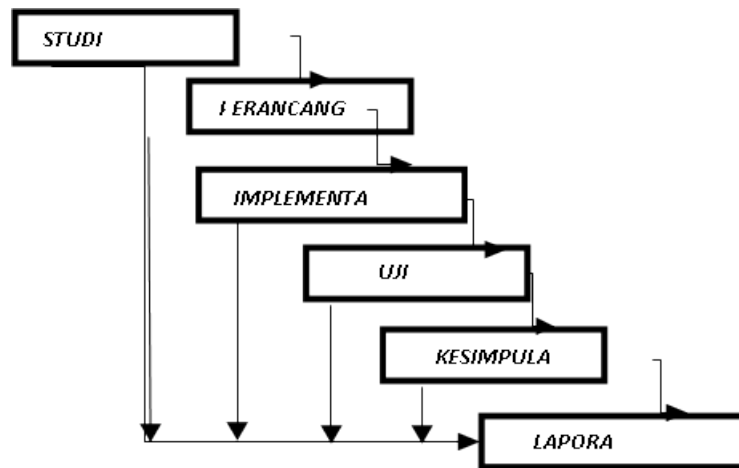 STUDI
ERANCANG
IMPLEMENTA
UJI
KESIMPULA
LAPORA